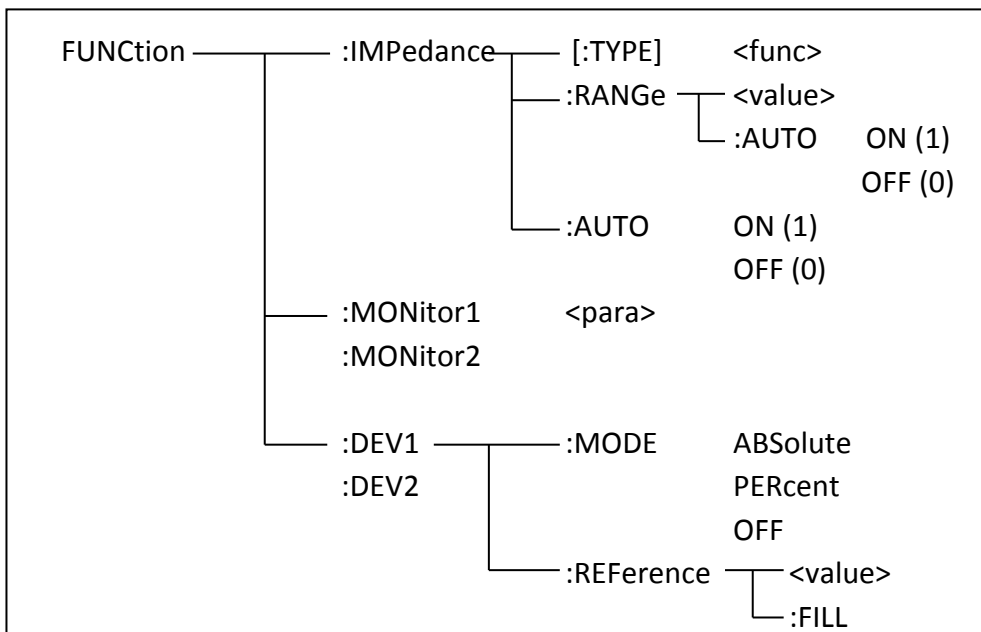 FUNCtion :IMPedance [:TYPE] <func>
:RANGe <value>
:AUTO ON (1)
OFF (0)
:AUTO ON (1)
OFF (0)
:MONitor1 <para>
:MONitor2
:DEV1 :MODE ABSolute
:DEV2 PERcent
OFF
:REFerence <value>
:FILL